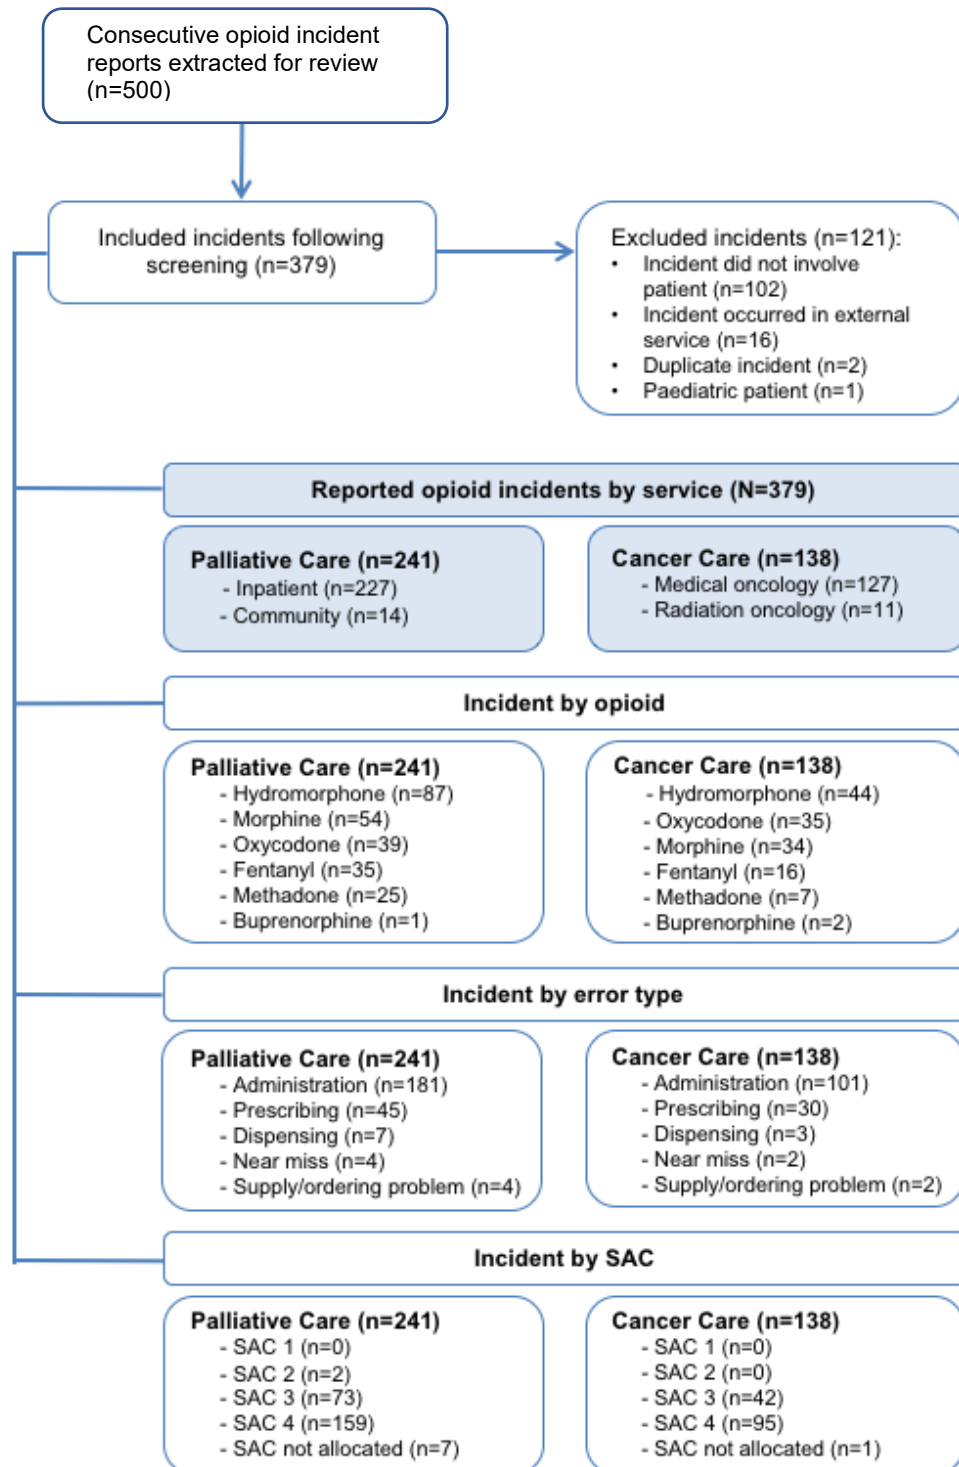 Consecutive opioid incident
reports extracted for review
(n=500)
Included incidents following
screening (n=379)
Excluded incidents (n=121):
• Incident did not involve
patient (n=102)
• Incident occurred in external
service (n=16)
• Duplicate incident (n=2)
• Paediatric patient (n=1)
Reported opioid incidents by service (N=379)
Palliative Care (n=241)
- Inpatient (n=227)
- Community (n=14)
Cancer Care (n=138)
- Medical oncology (n=127)
- Radiation oncology (n=11)
Incident by opioid
Palliative Care (n=241)
- Hydromorphone (n=87)
- Morphine (n=54)
- Oxycodone (n=39)
- Fentanyl (n=35)
- Methadone (n=25)
- Buprenorphine (n=1)
Cancer Care (n=138)
- Hydromorphone (n=44)
- Oxycodone (n=35)
- Morphine (n=34)
- Fentanyl (n=16)
- Methadone (n=7)
- Buprenorphine (n=2)
Incident by error type
Palliative Care (n=241)
- Administration (n=181)
- Prescribing (n=45)
- Dispensing (n=7)
- Near miss (n=4)
- Supply/ordering problem (n=4)
Cancer Care (n=138)
- Administration (n=101)
- Prescribing (n=30)
- Dispensing (n=3)
- Near miss (n=2)
- Supply/ordering problem (n=2)
Incident by SAC
Palliative Care (n=241)
- SAC 1 (n=0)
- SAC 2 (n=2)
- SAC 3 (n=73)
- SAC 4 (n=159)
- SAC not allocated (n=7)
Cancer Care (n=138)
- SAC 1 (n=0)
- SAC 2 (n=0)
- SAC 3 (n=42)
- SAC 4 (n=95)
- SAC not allocated (n=1)